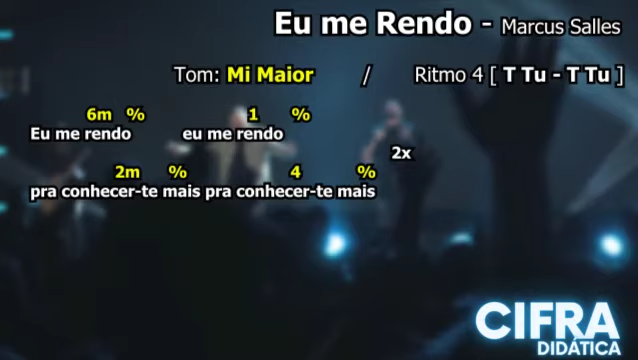 Eu me Rendo - Marcus Salles
Tom: Mi Maior / Ritmo 4 [ T Tu - T Tu ]
6m % 1 %
Eu me rendo eu me rendo
2x
2m % 4 %
pra conhecer-te mais pra conhecer-te mais
CIFRA
DIDÁTICA